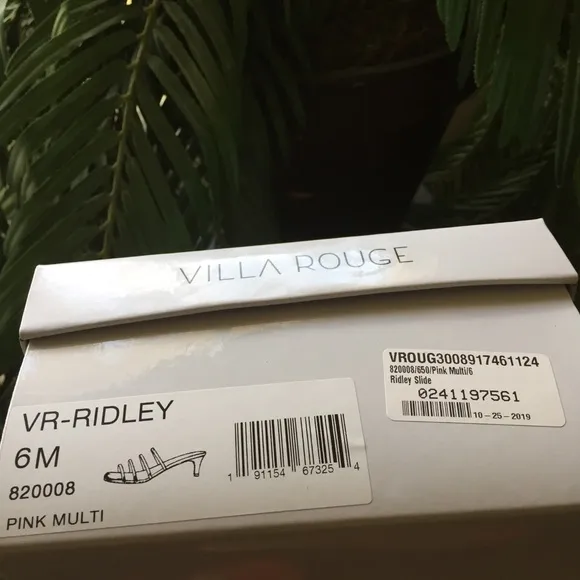 VILLA ROUGE
VR-RIDLEY
6M
820008
PINK MULTI
1 91154 67325 4
VROUG3008917461124
820008/650/Pink Multi/6
Ridley Slide
0241197561
10-25-2019